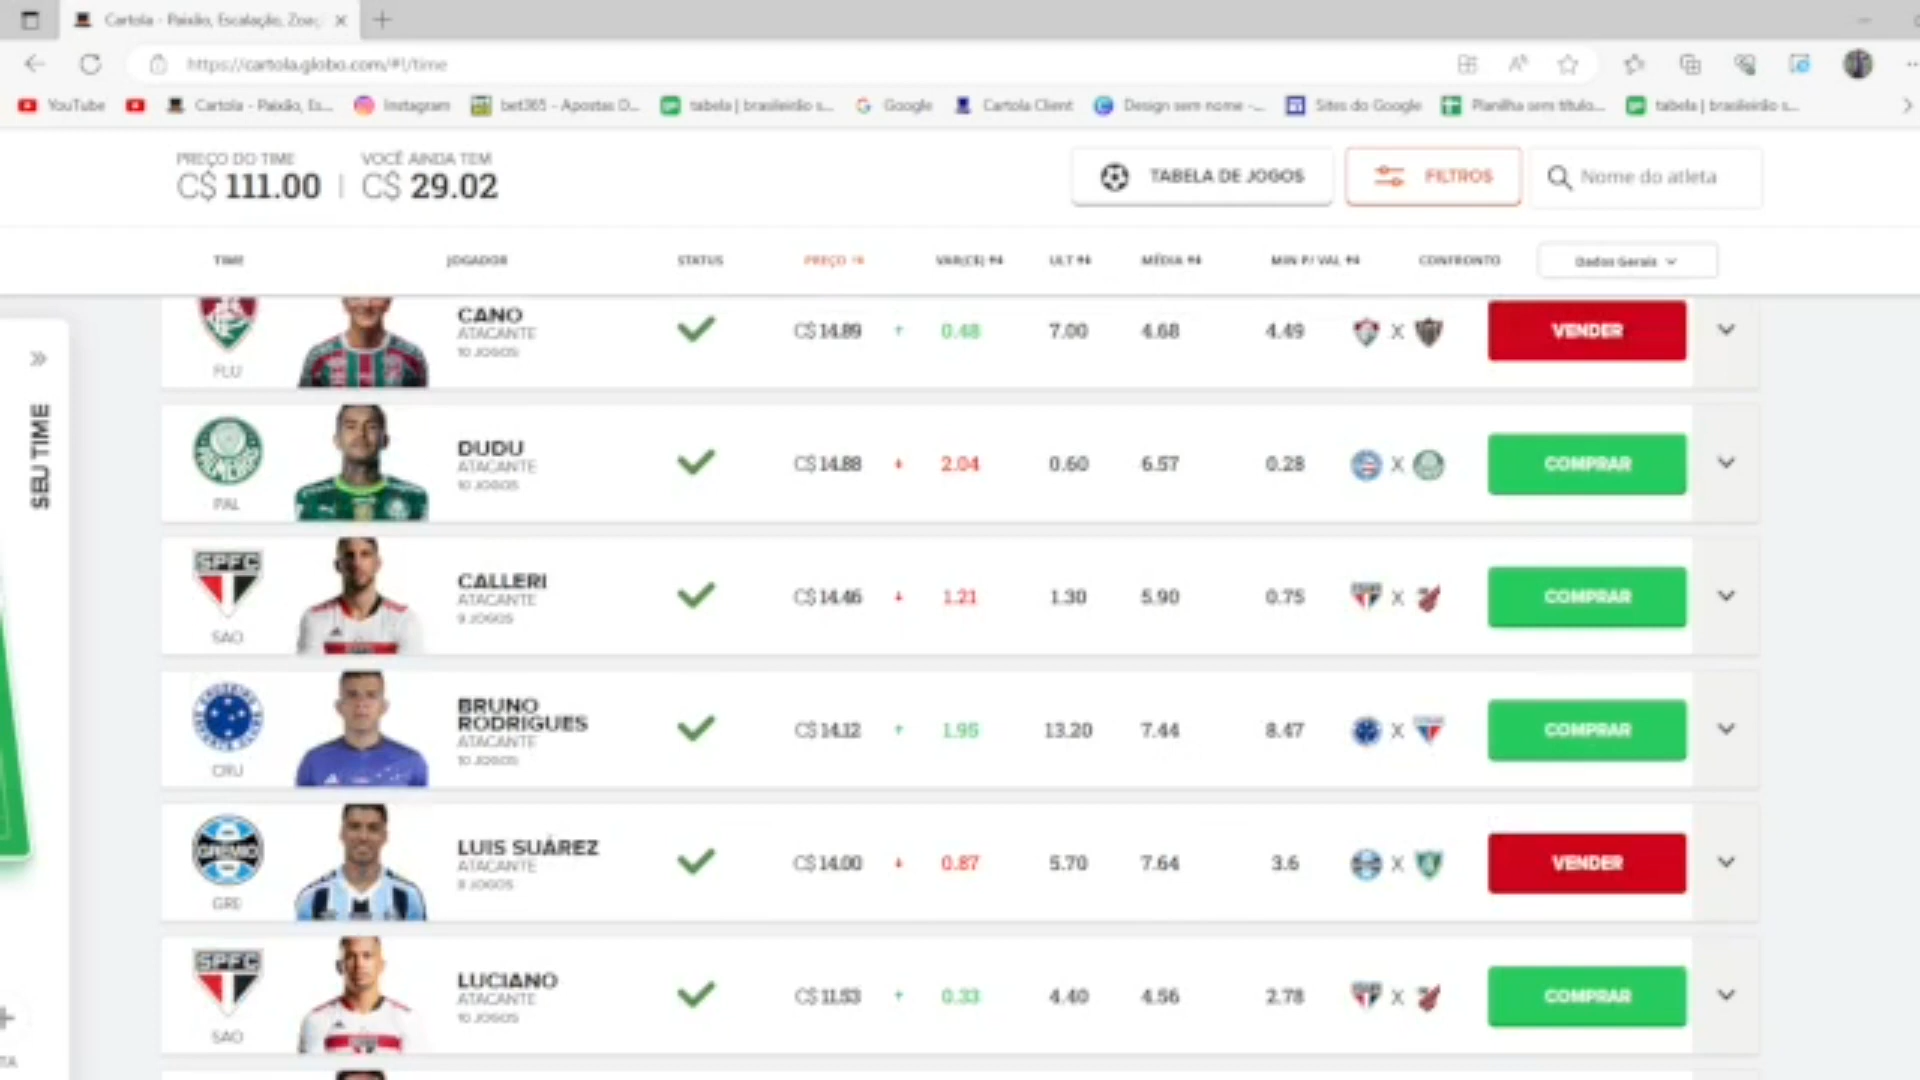 Cartola - Paixão, Escalação, Zoeç
https://cartola.globo.com/#!/time
YouTube
Cartola - Paixão, Es...
Instagram
bet365 - Apostas D...
tabela | brasileirão s...
Google
Cartola Client
Design sem nome -...
Sites do Google
Planilha sem título...
tabela | brasileirão s...
PREÇO DO TIME
C$ 111.00
VOCÊ AINDA TEM
C$ 29.02
TABELA DE JOGOS
FILTROS
Nome do atleta
TIME JOGADOR STATUS PREÇO VAR(C$) ULT MÉDIA MIN P/ VAL CONFRONTO Dados Gerais
SEU TIME
FLU
CANO
ATACANTE
10 JOGOS
C$ 14.89 0.48 7.00 4.68 4.49 X VENDER
PALMEIRAS
PAL
DUDU
ATACANTE
10 JOGOS
C$ 14.88 2.04 0.60 6.57 0.28 X COMPRAR
SPFC
SAO
CALLERI
ATACANTE
9 JOGOS
C$ 14.46 1.21 1.30 5.90 0.75 X COMPRAR
CRU
BRUNO
RODRIGUES
ATACANTE
10 JOGOS
C$ 14.12 1.95 13.20 7.44 8.47 X COMPRAR
GRÊMIO
GRE
LUIS SUÁREZ
ATACANTE
8 JOGOS
C$ 14.00 0.87 5.70 7.64 3.6 X VENDER
SPFC
SAO
LUCIANO
ATACANTE
10 JOGOS
C$ 11.53 0.33 4.40 4.56 2.78 X COMPRAR
TA